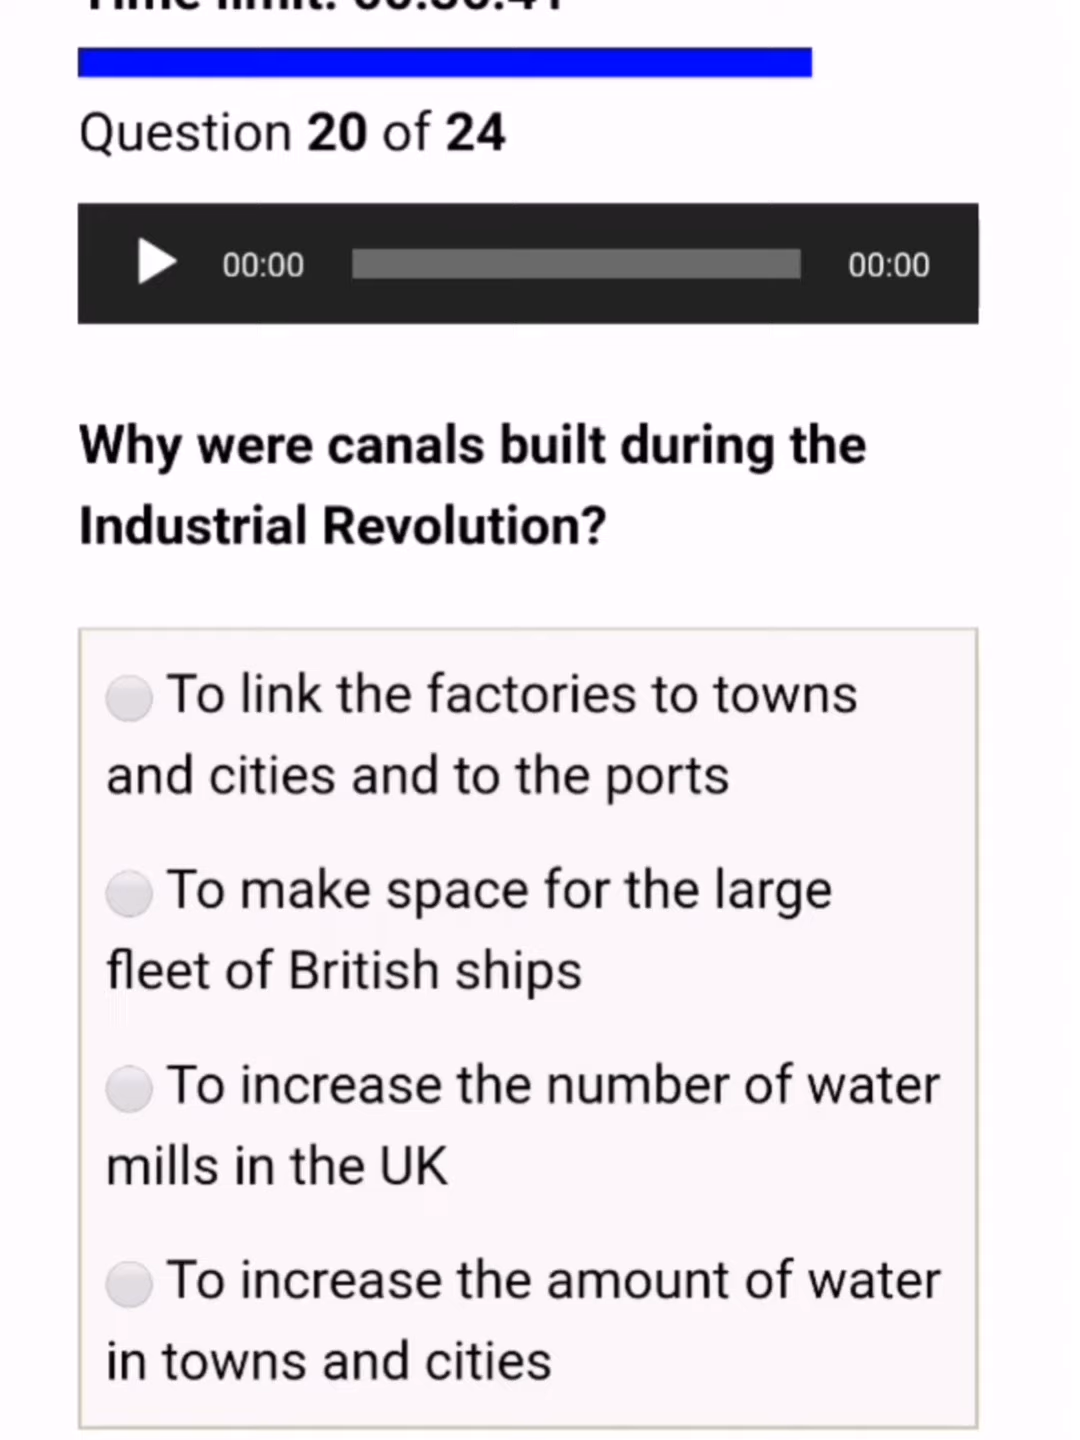 Question 20 of 24
00:00 00:00
Why were canals built during the
Industrial Revolution?
To link the factories to towns
and cities and to the ports
To make space for the large
fleet of British ships
To increase the number of water
mills in the UK
To increase the amount of water
in towns and cities